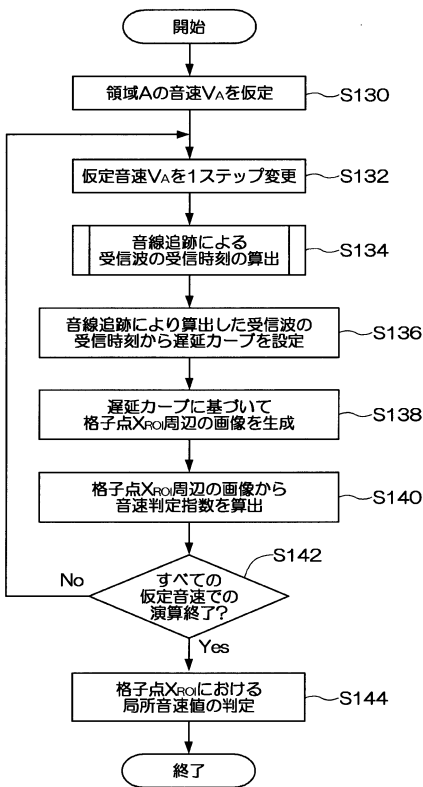 開始
領域Aの音速VAを仮定
S130
仮定音速VAを1ステップ変更
S132
音線追跡による
受信波の受信時刻の算出
S134
音線追跡により算出した受信波の
受信時刻から遅延カーブを設定
S136
遅延カーブに基づいて
格子点XROI周辺の画像を生成
S138
格子点XROI周辺の画像から
音速判定指数を算出
S140
S142
No
すべての
仮定音速での
演算終了?
Yes
格子点XROIにおける
局所音速値の判定
S144
終了